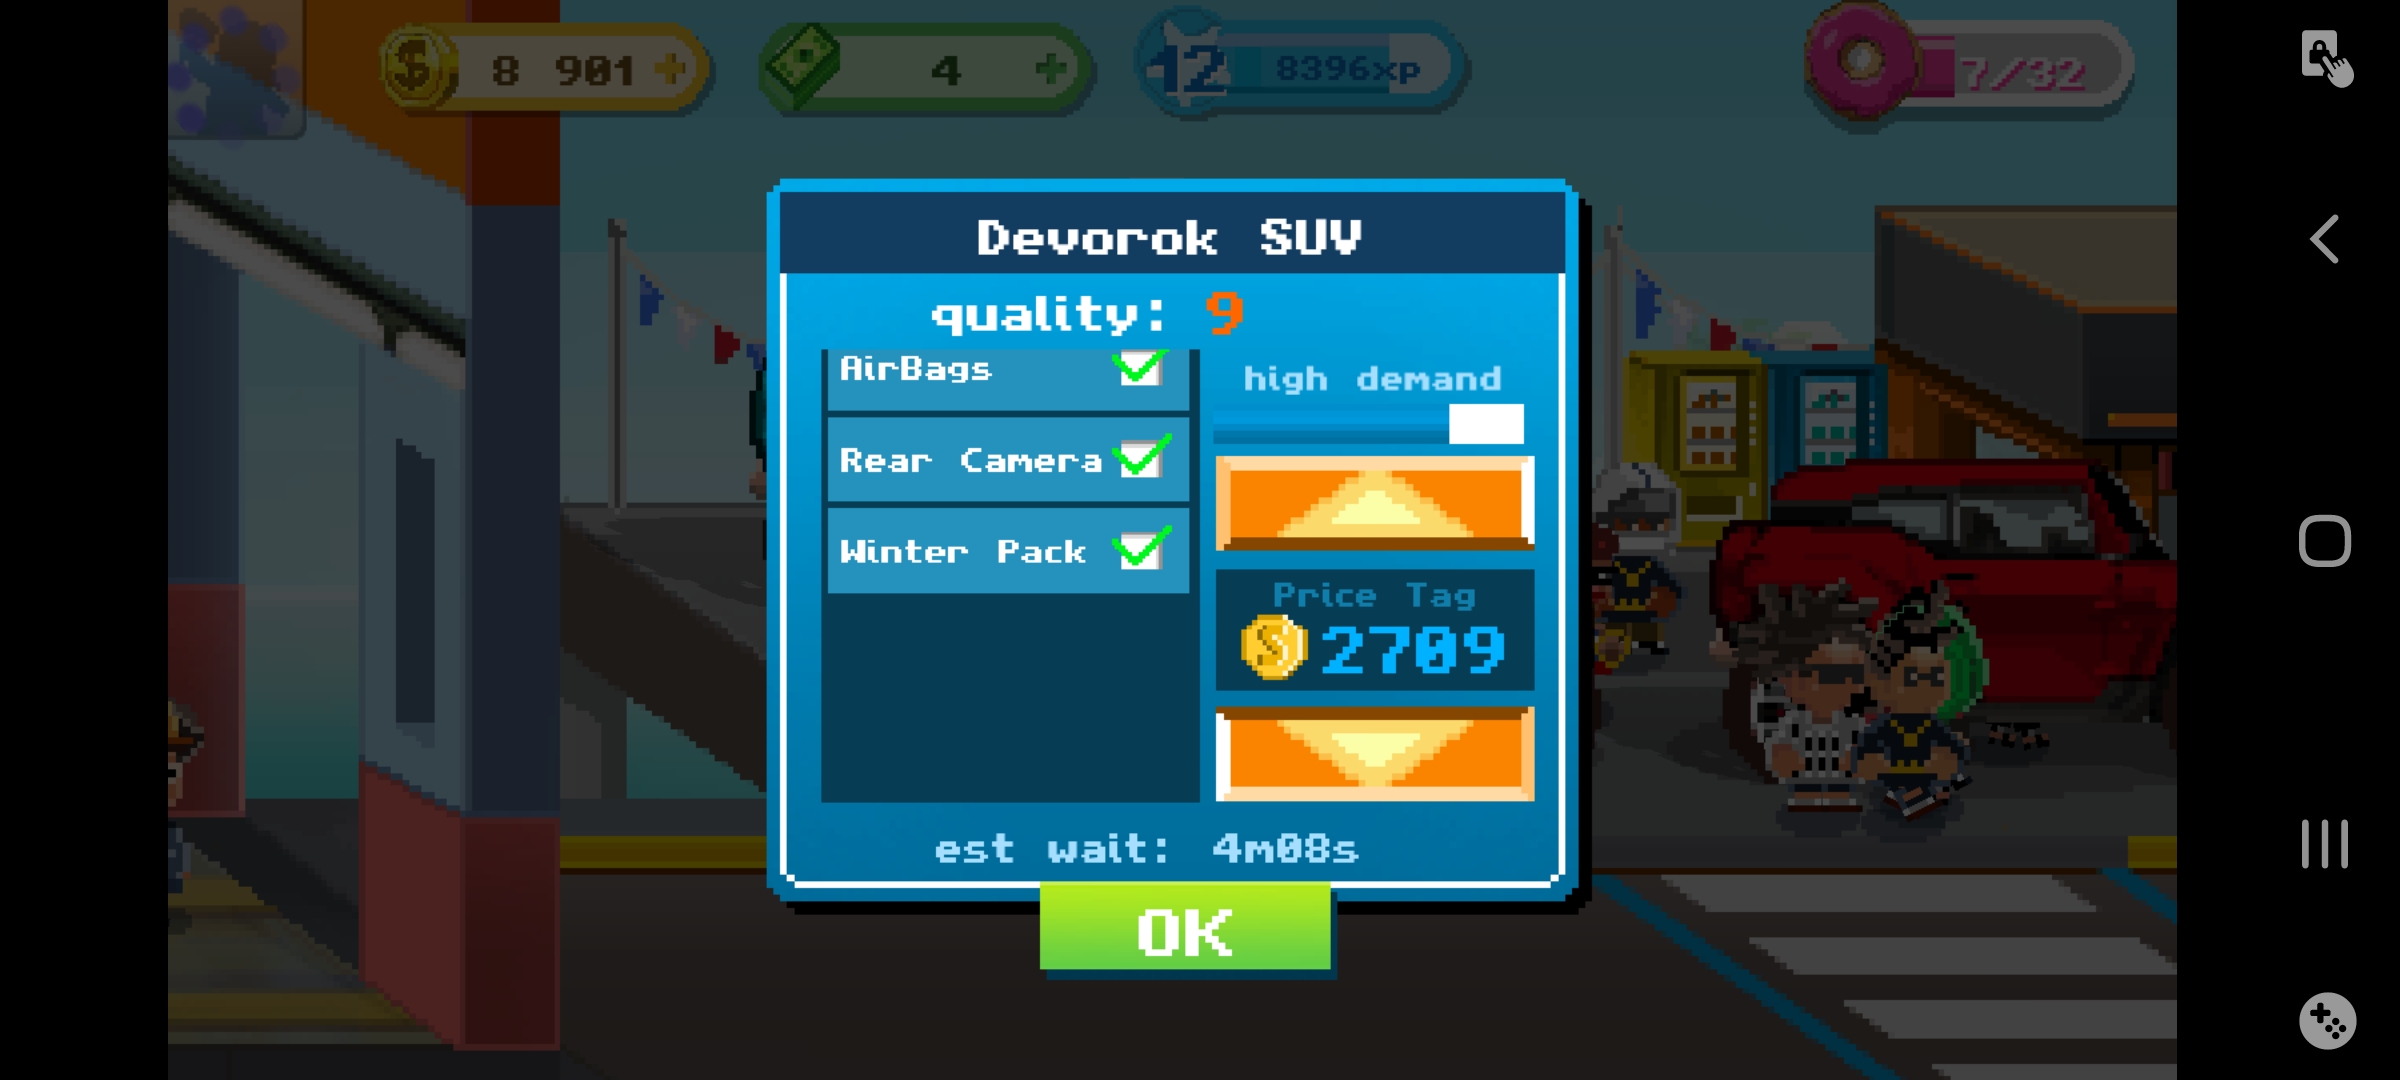 8 901
4
12
8396xp
7/32
Devorok SUV
quality: 9
AirBags
Rear Camera
Winter Pack
high demand
Price Tag
2709
est wait: 4m08s
OK